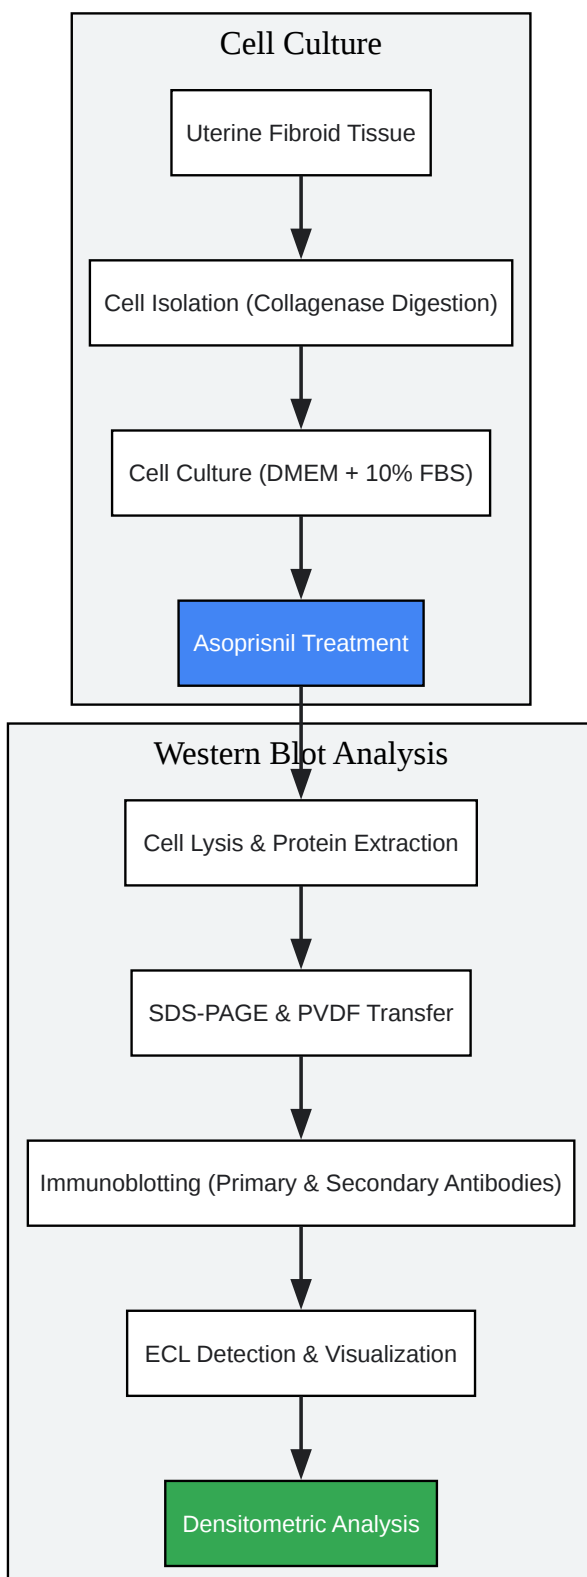 Cell Culture
Uterine Fibroid Tissue
Cell Isolation (Collagenase Digestion)
Cell Culture (DMEM + 10% FBS)
Asoprisnil Treatment
Western Blot Analysis
Cell Lysis & Protein Extraction
SDS-PAGE & PVDF Transfer
Immunoblotting (Primary & Secondary Antibodies)
ECL Detection & Visualization
Densitometric Analysis